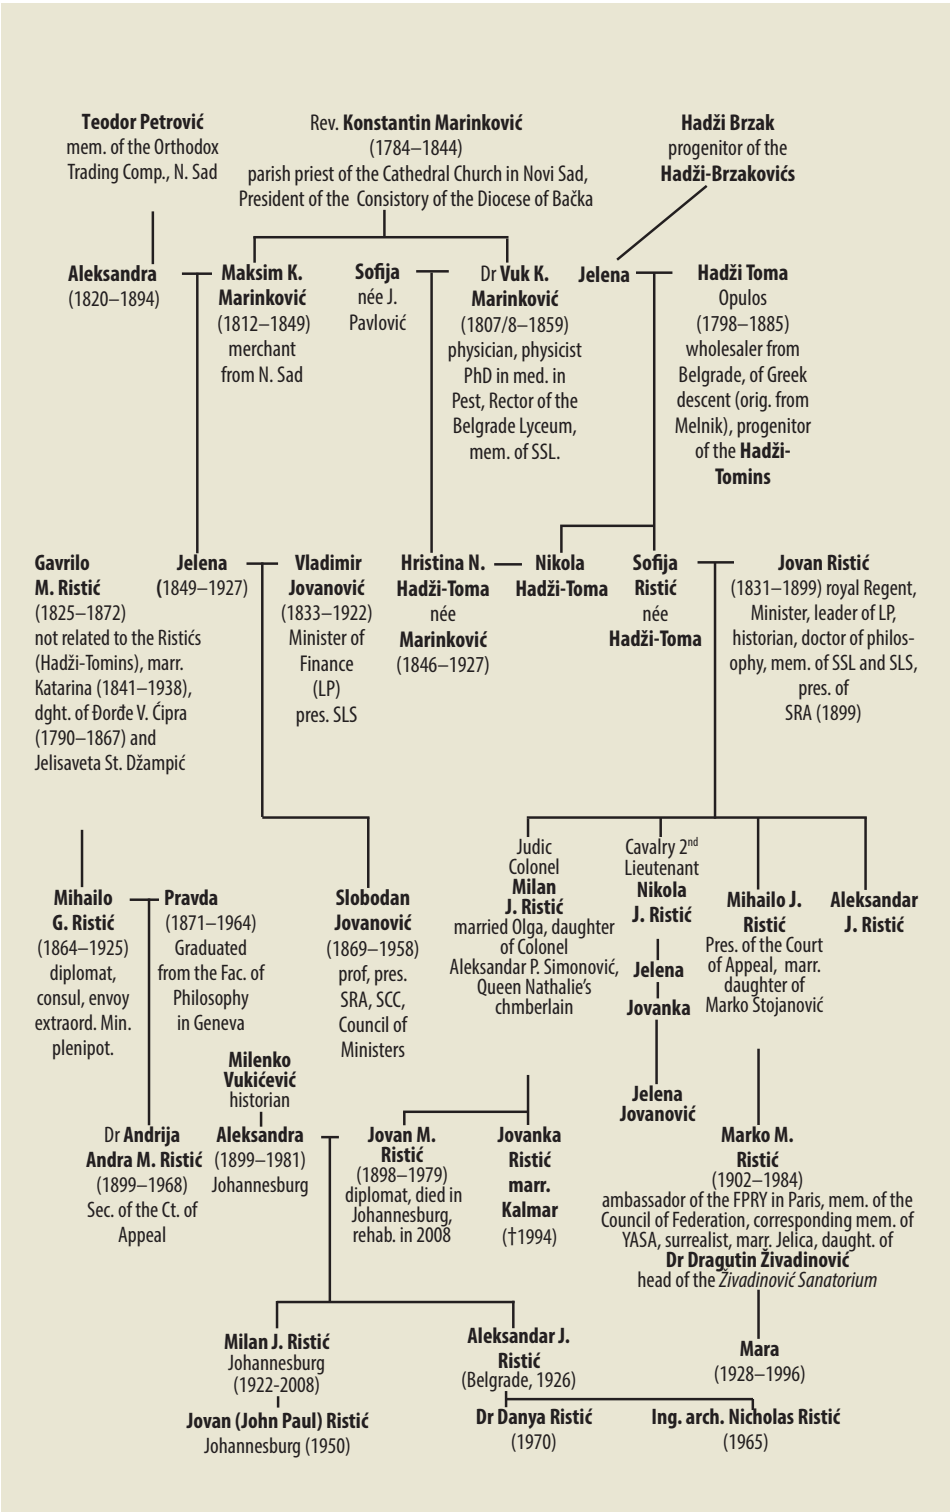 Teodor Petrović
mem. of the Orthodox
Trading Comp., N. Sad
Rev. Konstantin Marinković
(1784–1844)
parish priest of the Cathedral Church in Novi Sad,
President of the Consistory of the Diocese of Bačka
Hadži Brzak
progenitor of the
Hadži-Brzakovićs
Aleksandra
(1820–1894)
Maksim K.
Marinković
(1812–1849)
merchant
from N. Sad
Sofija
née J.
Pavlović
Dr Vuk K.
Marinković
(1807/8–1859)
physician, physicist
PhD in med. in
Pest, Rector of the
Belgrade Lyceum,
mem. of SSL.
Jelena
Hadži Toma
Opulos
(1798–1885)
wholesaler from
Belgrade, of Greek
descent (orig. from
Melnik), progenitor
of the Hadži-
Tomins
Gavrilo
M. Ristić
(1825–1872)
not related to the Ristićs
(Hadži-Tomins), marr.
Katarina (1841–1938),
dght. of Đorđe V. Ćipra
(1790–1867) and
Jelisaveta St. Džampić
Jelena
(1849–1927)
Vladimir
Jovanović
(1833–1922)
Minister of
Finance
(LP)
pres. SLS
Hristina N.
Hadži-Toma
née
Marinković
(1846–1927)
Nikola
Hadži-Toma
Sofija
Ristić
née
Hadži-Toma
Jovan Ristić
(1831–1899) royal Regent,
Minister, leader of LP,
historian, doctor of philos-
ophy, mem. of SSL and SLS,
pres. of
SRA (1899)
Mihailo
G. Ristić
(1864–1925)
diplomat,
consul, envoy
extraord. Min.
plenipot.
Pravda
(1871–1964)
Graduated
from the Fac. of
Philosophy
in Geneva
Slobodan
Jovanović
(1869–1958)
prof, pres.
SRA, SCC,
Council of
Ministers
Judic
Colonel
Milan
J. Ristić
married Olga, daughter
of Colonel
Aleksandar P. Simonović,
Queen Nathalie's
chmberlain
Cavalry 2nd
Lieutenant
Nikola
J. Ristić
Jelena
Jovanka
Jelena
Jovanović
Mihailo J.
Ristić
Pres. of the Court
of Appeal, marr.
daughter of
Marko Stojanović
Aleksandar
J. Ristić
Dr Andrija
Andra M. Ristić
(1899–1968)
Sec. of the Ct. of
Appeal
Milenko
Vukićević
historian
Aleksandra
(1899–1981)
Johannesburg
Jovan M.
Ristić
(1898–1979)
diplomat, died in
Johannesburg,
rehab. in 2008
Jovanka
Ristić
marr.
Kalmar
(†1994)
Marko M.
Ristić
(1902–1984)
ambassador of the FPRY in Paris, mem. of the
Council of Federation, corresponding mem. of
YASA, surrealist, marr. Jelica, daught. of
Dr Dragutin Živadinović
head of the Živadinović Sanatorium
Milan J. Ristić
Johannesburg
(1922-2008)
Jovan (John Paul) Ristić
Johannesburg (1950)
Aleksandar J.
Ristić
(Belgrade, 1926)
Dr Danya Ristić
(1970)
Mara
(1928–1996)
Ing. arch. Nicholas Ristić
(1965)